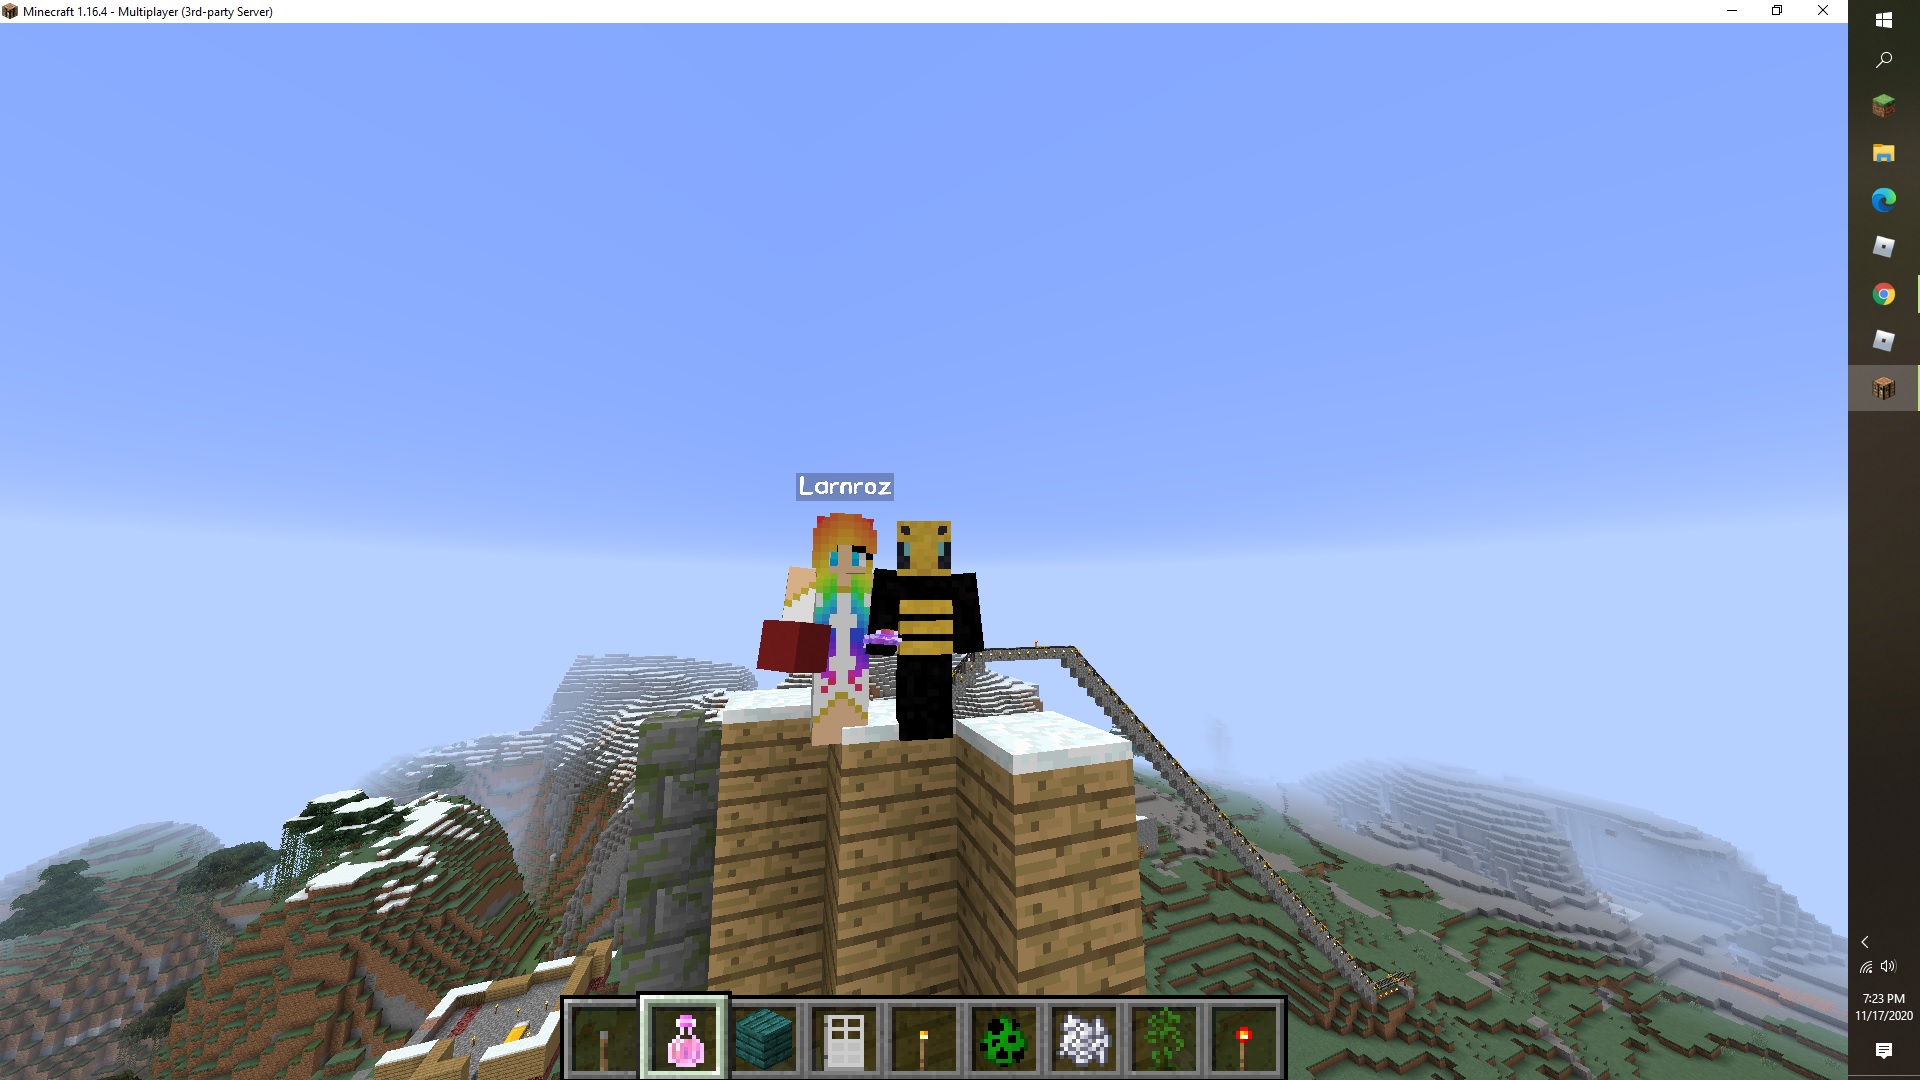 Minecraft 1.16.4 - Multiplayer (3rd-party Server)
Larnroz
7:23 PM
11/17/2020